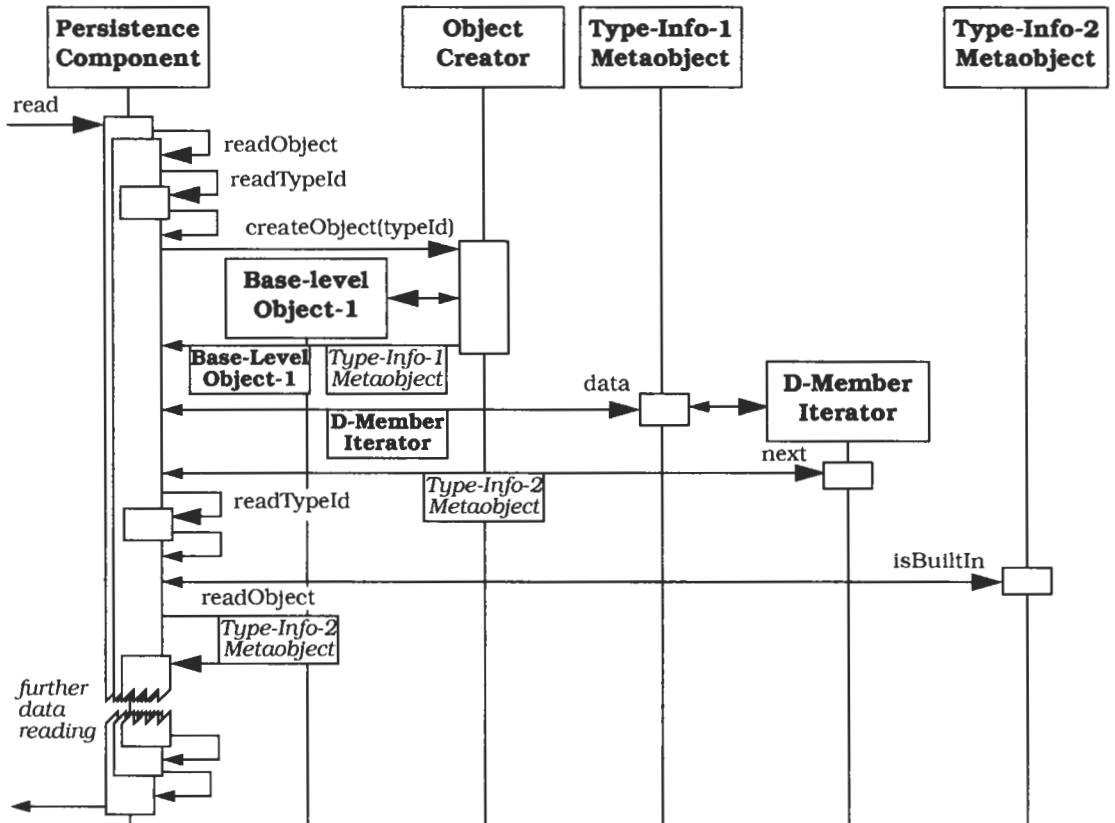 Persistence
Component
Object
Creator
Type-Info-1
Metaobject
Type-Info-2
Metaobject
read
readObject
readTypeId
createObject(typeId)
Base-level
Object-1
Base-Level
Object-1
Type-Info-1
Metaobject
data
D-Member
Iterator
D-Member
Iterator
next
Type-Info-2
Metaobject
readTypeId
isBuiltIn
readObject
Type-Info-2
Metaobject
further
data
reading